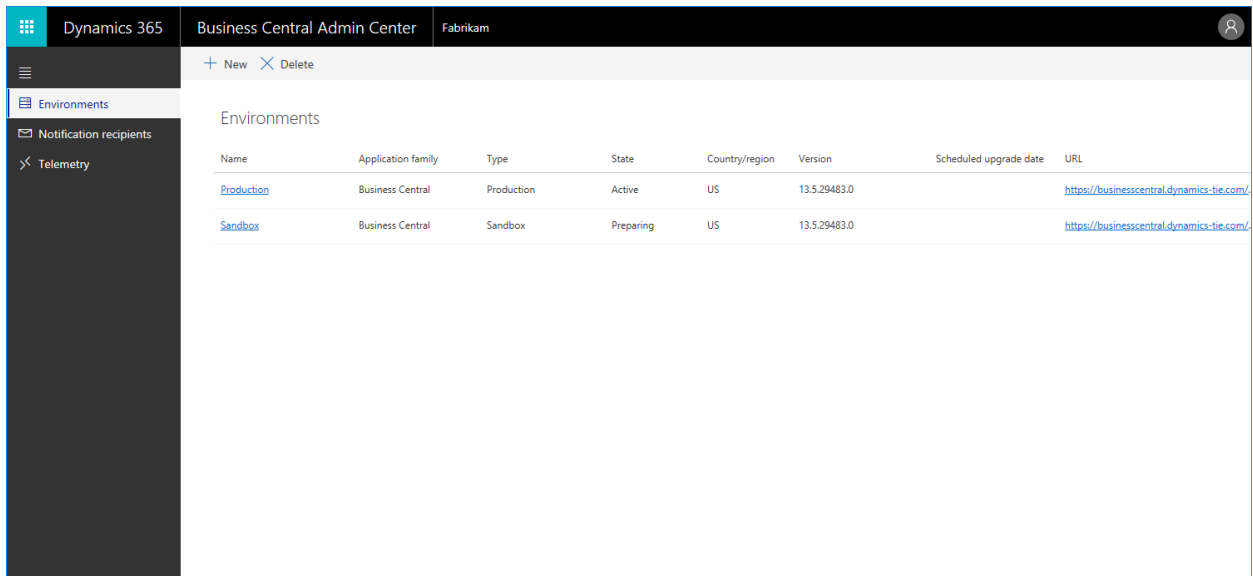 Dynamics 365 Business Central Admin Center Fabrikam
New Delete
Environments
Notification recipients
Telemetry
Environments
Name Application family Type State Country/region Version Scheduled upgrade date URL
Production Business Central Production Active US 13.5.29483.0 https://businesscentral.dynamics-tie.com/.
Sandbox Business Central Sandbox Preparing US 13.5.29483.0 https://businesscentral.dynamics-tie.com/.